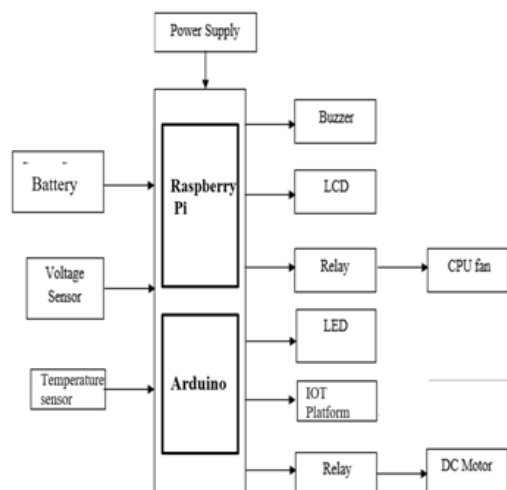 Power Supply
Buzzer
Battery
Raspberry
Pi
LCD
Voltage
Sensor
Relay
CPU fan
LED
Temperature
sensor
Arduino
IOT
Platform
Relay
DC Motor